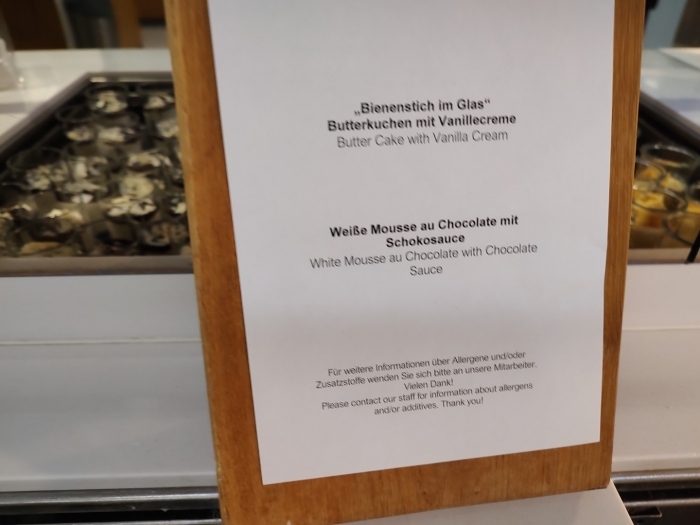 „Bienenstich im Glas“
Butterkuchen mit Vanillecreme
Butter Cake with Vanilla Cream
Weiße Mousse au Chocolate mit
Schokosauce
White Mousse au Chocolate with Chocolate
Sauce
Für weitere Informationen über Allergene und/oder
Zusatzstoffe wenden Sie sich bitte an unsere Mitarbeiter.
Vielen Dank!
Please contact our staff for information about allergens
and/or additives. Thank you!